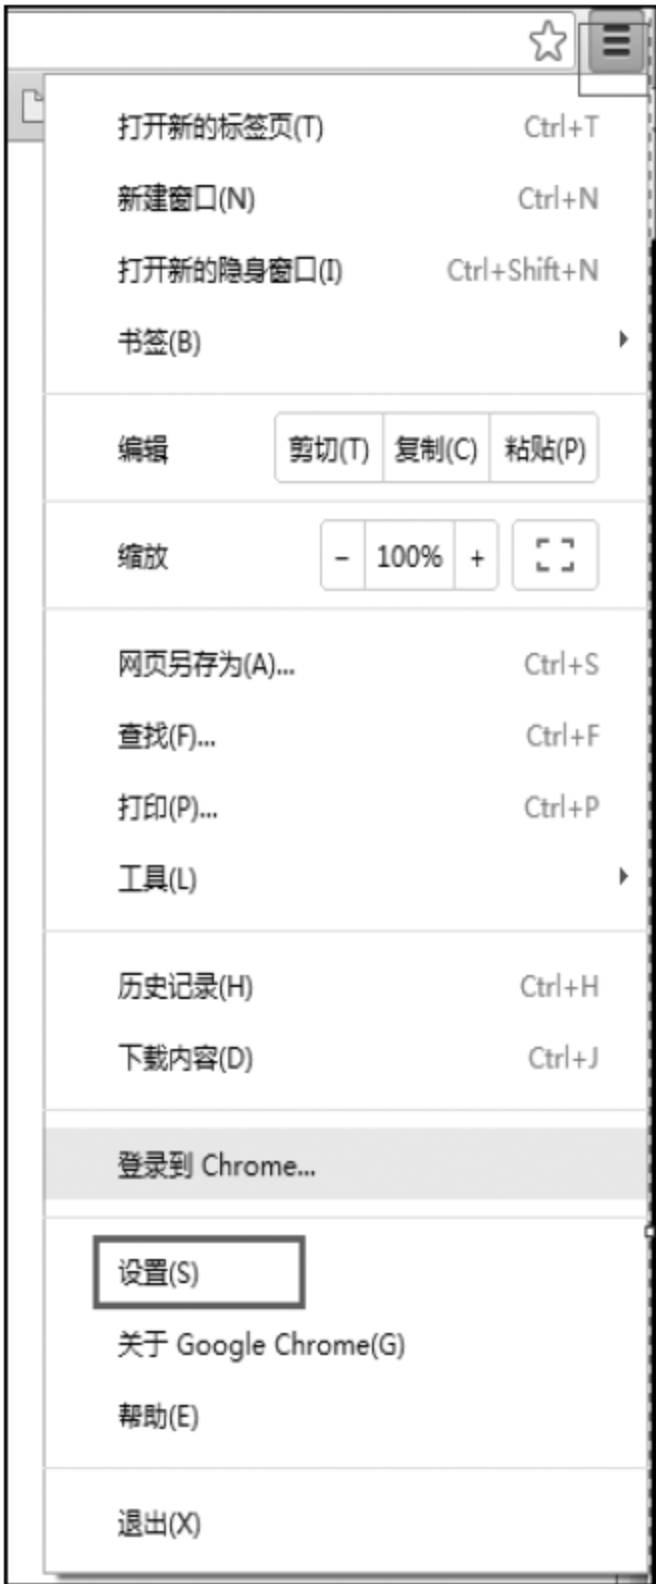 打开新的标签页(T) Ctrl+T
新建窗口(N) Ctrl+N
打开新的隐身窗口(I) Ctrl+Shift+N
书签(B)
编辑 剪切(T) 复制(C) 粘贴(P)
缩放 - 100% +
网页另存为(A)... Ctrl+S
查找(F)... Ctrl+F
打印(P)... Ctrl+P
工具(L)
历史记录(H) Ctrl+H
下载内容(D) Ctrl+J
登录到 Chrome...
设置(S)
关于 Google Chrome(G)
帮助(E)
退出(X)